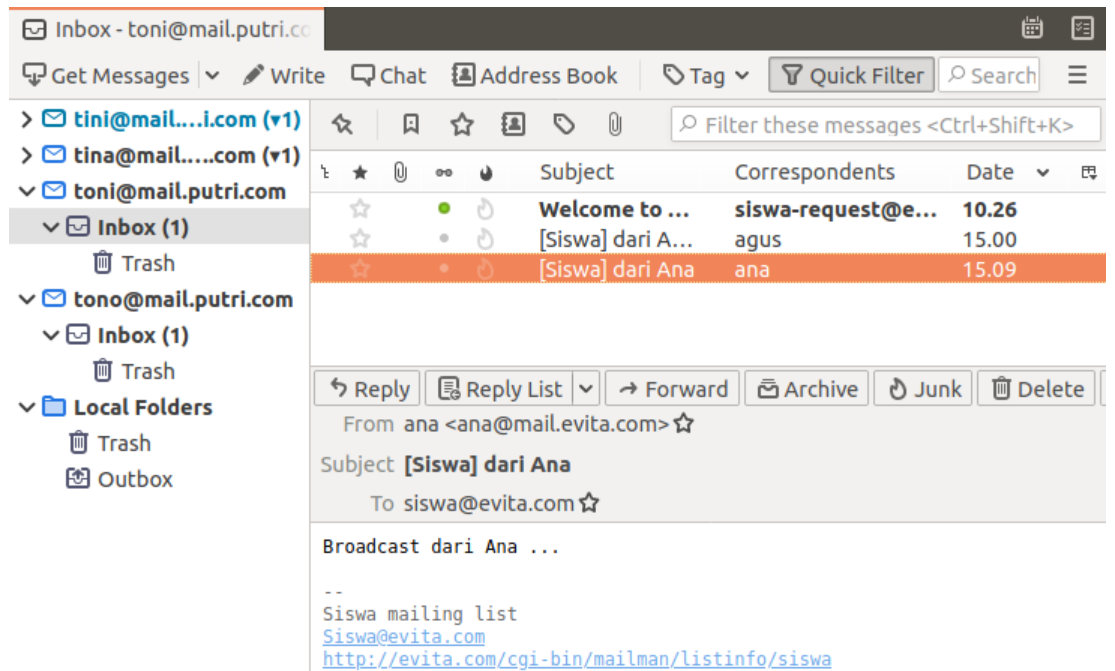 Inbox - toni@mail.putri.co
Get Messages Write Chat Address Book Tag Quick Filter Search
tini@mail.…i.com (▾1)
tina@mail.….com (▾1)
toni@mail.putri.com
Inbox (1)
Trash
tono@mail.putri.com
Inbox (1)
Trash
Local Folders
Trash
Outbox
Filter these messages <Ctrl+Shift+K>
Subject Correspondents Date
Welcome to … siswa-request@e… 10.26
[Siswa] dari A… agus 15.00
[Siswa] dari Ana ana 15.09
Reply Reply List Forward Archive Junk Delete
From ana <ana@mail.evita.com>
Subject [Siswa] dari Ana
To siswa@evita.com
Broadcast dari Ana ...
--
Siswa mailing list
Siswa@evita.com
http://evita.com/cgi-bin/mailman/listinfo/siswa